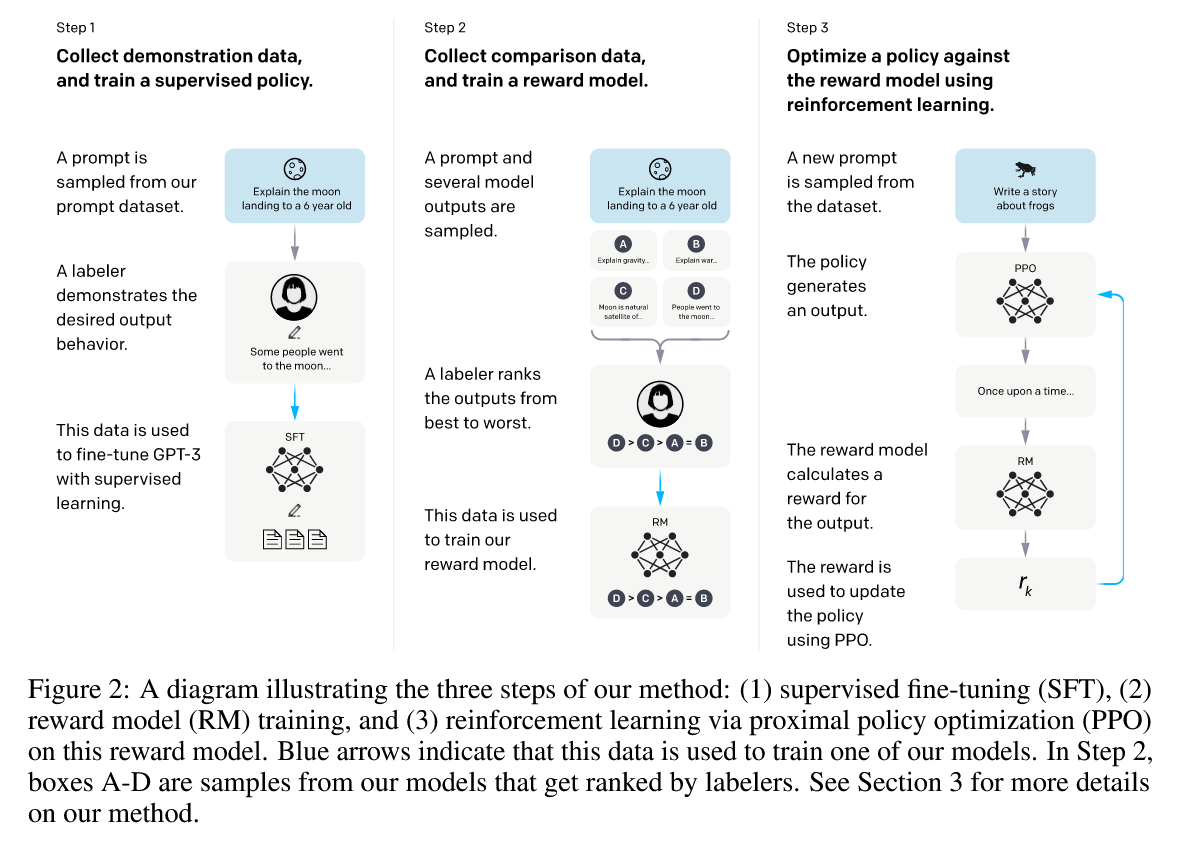 Step 1
Collect demonstration data,
and train a supervised policy.
A prompt is
sampled from our
prompt dataset.
Explain the moon
landing to a 6 year old
A labeler
demonstrates the
desired output
behavior.
Some people went
to the moon...
This data is used
to fine-tune GPT-3
with supervised
learning.
SFT
Step 2
Collect comparison data,
and train a reward model.
A prompt and
several model
outputs are
sampled.
Explain the moon
landing to a 6 year old
A
Explain gravity...
B
Explain war...
C
Moon is natural
satellite of...
D
People went to
the moon...
A labeler ranks
the outputs from
best to worst.
D > C > A = B
This data is used
to train our
reward model.
RM
D > C > A = B
Step 3
Optimize a policy against
the reward model using
reinforcement learning.
A new prompt
is sampled from
the dataset.
Write a story
about frogs
The policy
generates
an output.
PPO
Once upon a time...
The reward model
calculates a
reward for
the output.
RM
The reward is
used to update
the policy
using PPO.
rk
Figure 2: A diagram illustrating the three steps of our method: (1) supervised fine-tuning (SFT), (2)
reward model (RM) training, and (3) reinforcement learning via proximal policy optimization (PPO)
on this reward model. Blue arrows indicate that this data is used to train one of our models. In Step 2,
boxes A-D are samples from our models that get ranked by labelers. See Section 3 for more details
on our method.